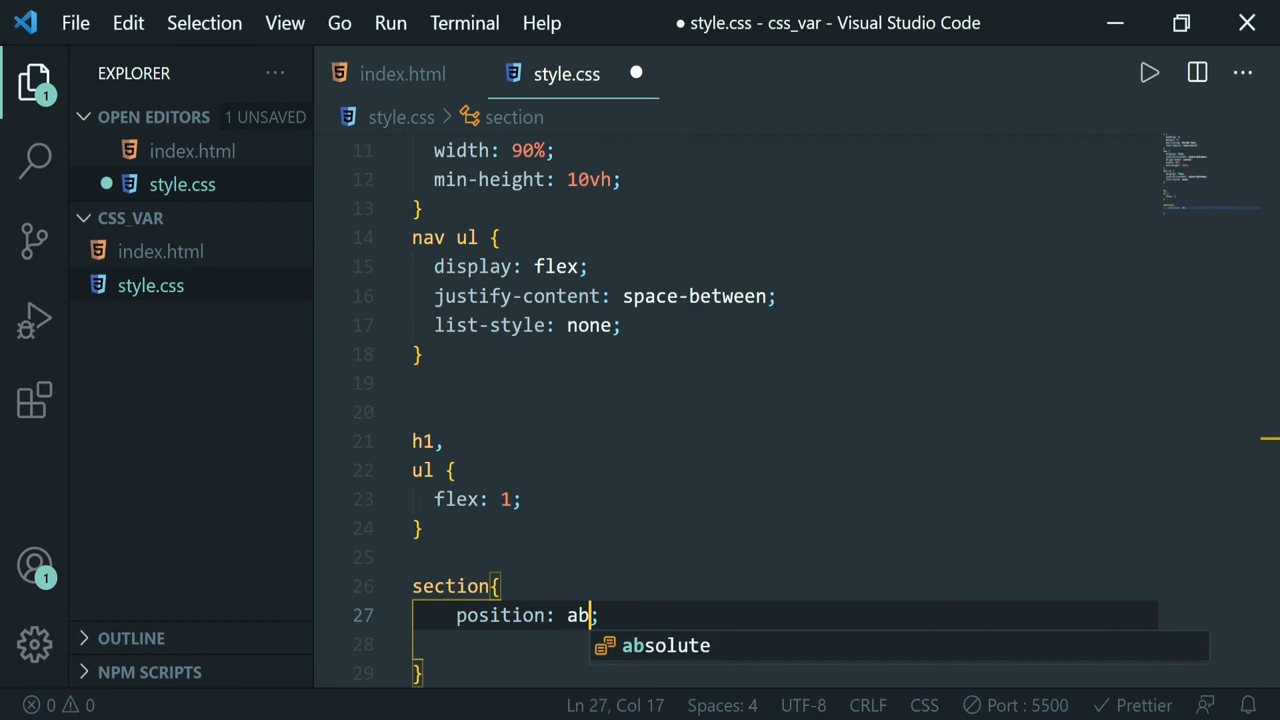 File Edit Selection View Go Run Terminal Help
● style.css - css_var - Visual Studio Code
EXPLORER
OPEN EDITORS 1 UNSAVED
index.html
style.css
CSS_VAR
index.html
style.css
OUTLINE
NPM SCRIPTS
1
1
index.html style.css
style.css > section
11 width: 90%;
12 min-height: 10vh;
13 }
14 nav ul {
15 display: flex;
16 justify-content: space-between;
17 list-style: none;
18 }
19
20
21 h1,
22 ul {
23 flex: 1;
24 }
25
26 section{
27 position: ab;
absolute
28
29 }
0 0 Ln 27, Col 17 Spaces: 4 UTF-8 CRLF CSS Port : 5500 Prettier